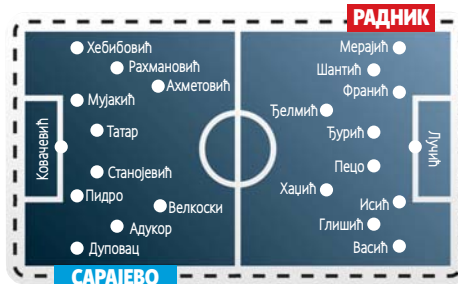 РАДНИК
Хебибовић
Рахмановић
Ахметовић
Мујакић
Татар
Ковачевић
Станојевић
Пидро
Велкоски
Адукор
Дуповац
Мерајић
Шантић
Франић
Ђелмић
Ђурић
Лучић
Пецо
Хаџић
Исић
Глишић
Васић
САРАЈЕВО